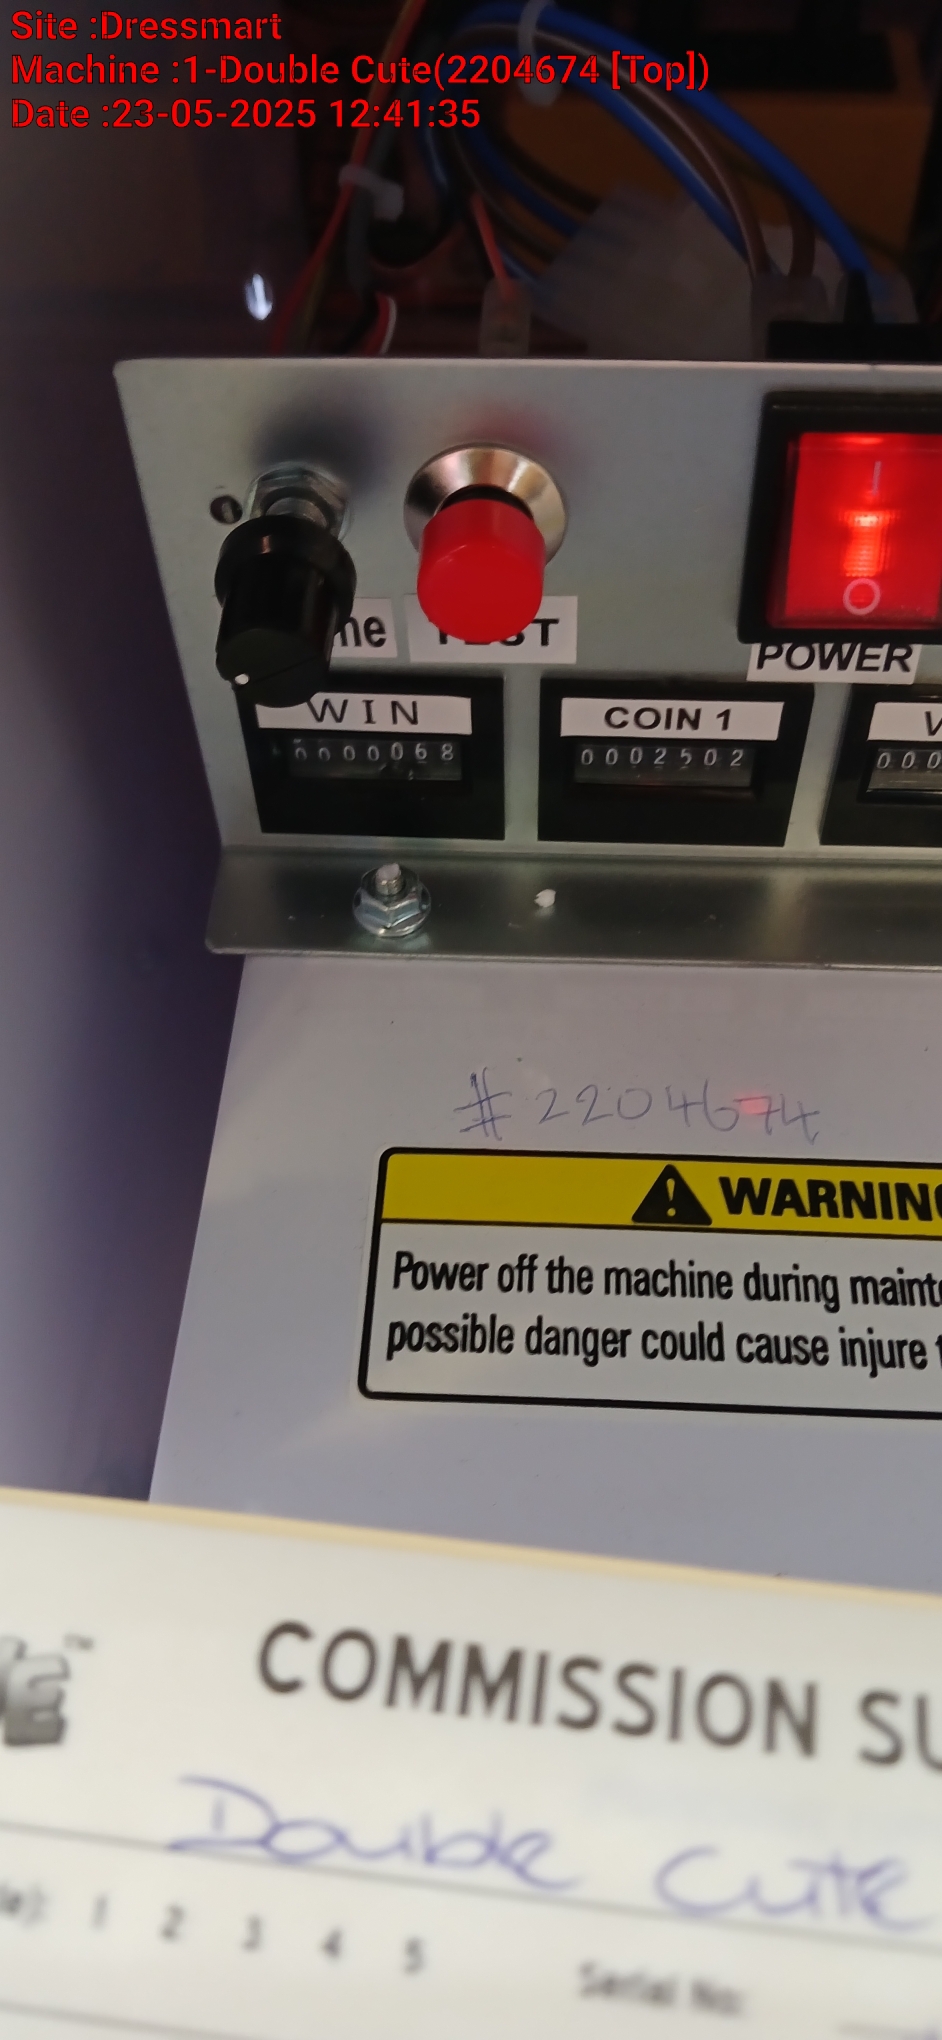 Site :Dressmart
Machine :1-Double Cute(2204674 [Top])
Date :23-05-2025 12:41:35
POWER
WIN
COIN 1
0000068
0002502
000
#2204674
WARNING
Power off the machine during
possible danger could cause injure
COMMISSION
Double Cute
1 2 3 4 5
Serial No: